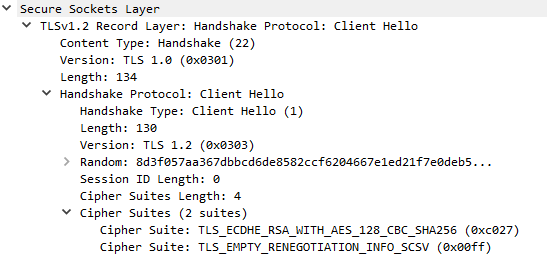 Secure Sockets Layer
TLSv1.2 Record Layer: Handshake Protocol: Client Hello
Content Type: Handshake (22)
Version: TLS 1.0 (0x0301)
Length: 134
Handshake Protocol: Client Hello
Handshake Type: Client Hello (1)
Length: 130
Version: TLS 1.2 (0x0303)
Random: 8d3f057aa367dbbcd6de8582ccf6204667e1ed21f7e0deb5...
Session ID Length: 0
Cipher Suites Length: 4
Cipher Suites (2 suites)
Cipher Suite: TLS_ECDHE_RSA_WITH_AES_128_CBC_SHA256 (0xc027)
Cipher Suite: TLS_EMPTY_RENEGOTIATION_INFO_SCSV (0x00ff)